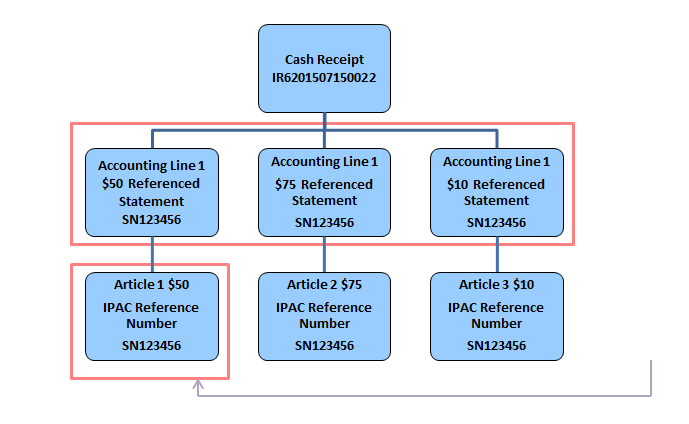 Cash Receipt
IR6201507150022
Accounting Line 1
$50 Referenced
Statement
SN123456
Accounting Line 1
$75 Referenced
Statement
SN123456
Accounting Line 1
$10 Referenced
Statement
SN123456
Article 1 $50
IPAC Reference
Number
SN123456
Article 2 $75
IPAC Reference
Number
SN123456
Article 3 $10
IPAC Reference
Number
SN123456